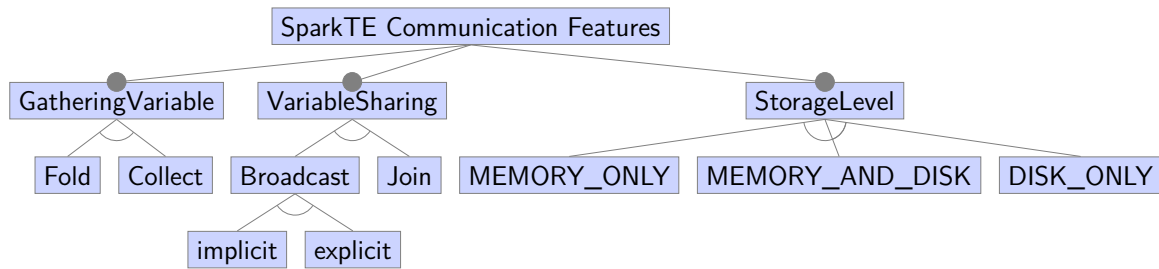 SparkTE Communication Features
GatheringVariable
VariableSharing
StorageLevel
Fold
Collect
Broadcast
Join
MEMORY_ONLY
MEMORY_AND_DISK
DISK_ONLY
implicit
explicit